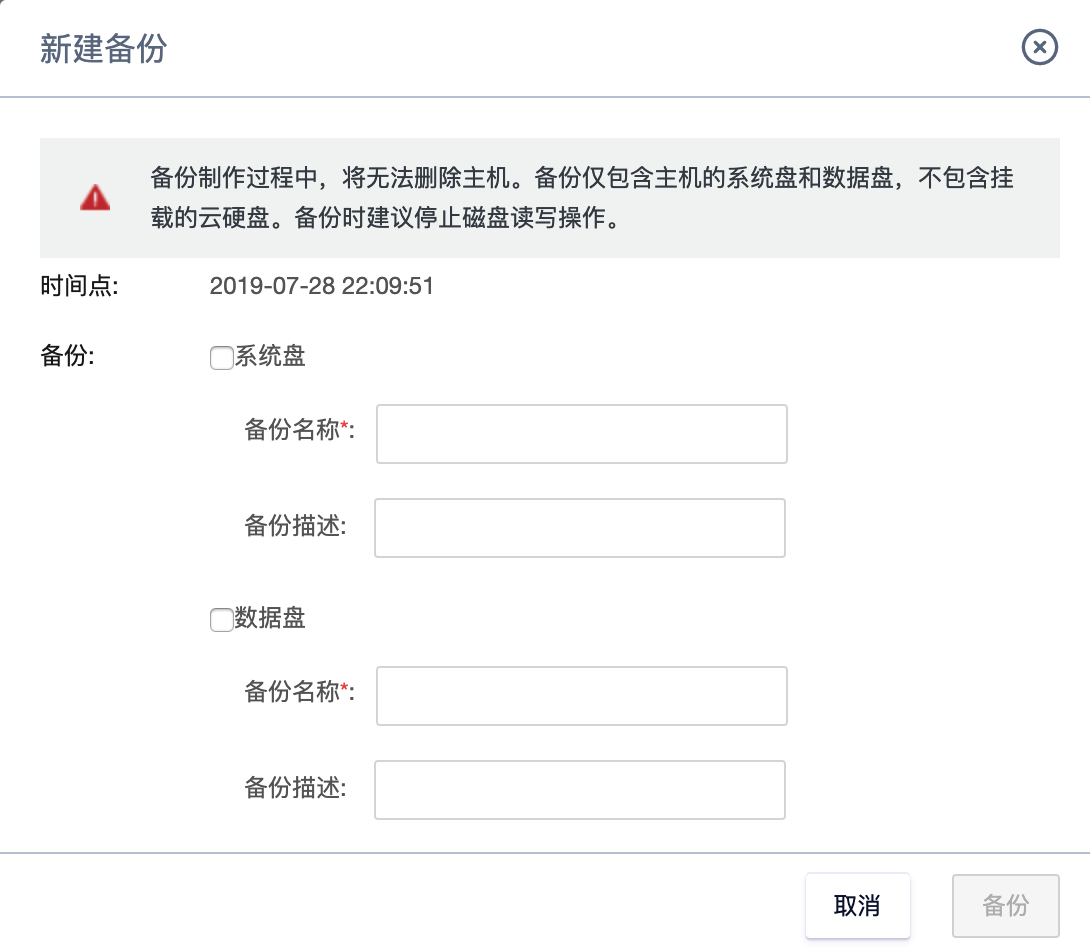 新建备份
备份制作过程中，将无法删除主机。备份仅包含主机的系统盘和数据盘，不包含挂
载的云硬盘。备份时建议停止磁盘读写操作。
时间点: 2019-07-28 22:09:51
备份: 系统盘
备份名称*:
备份描述:
数据盘
备份名称*:
备份描述:
取消 备份